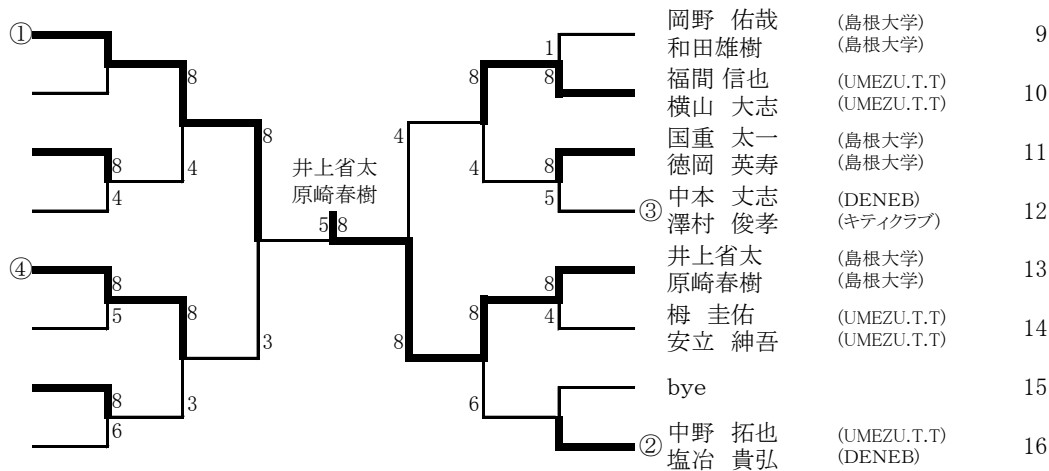 ①
8
4
8
4
8
④
8
5
8
3
8
6
3
井上省太
原崎春樹
5 8
4
8
8
4
8
6
1
8
8
5
8
4
岡野 佑哉 (島根大学) 9
和田雄樹 (島根大学)
福間 信也 (UMEZU.T.T) 10
横山 大志 (UMEZU.T.T)
国重 太一 (島根大学) 11
徳岡 英寿 (島根大学)
③ 中本 丈志 (DENEB) 12
澤村 俊孝 (キティクラブ)
井上省太 (島根大学) 13
原崎春樹 (島根大学)
栂 圭佑 (UMEZU.T.T) 14
安立 紳吾 (UMEZU.T.T)
bye 15
② 中野 拓也 (UMEZU.T.T) 16
塩冶 貴弘 (DENEB)